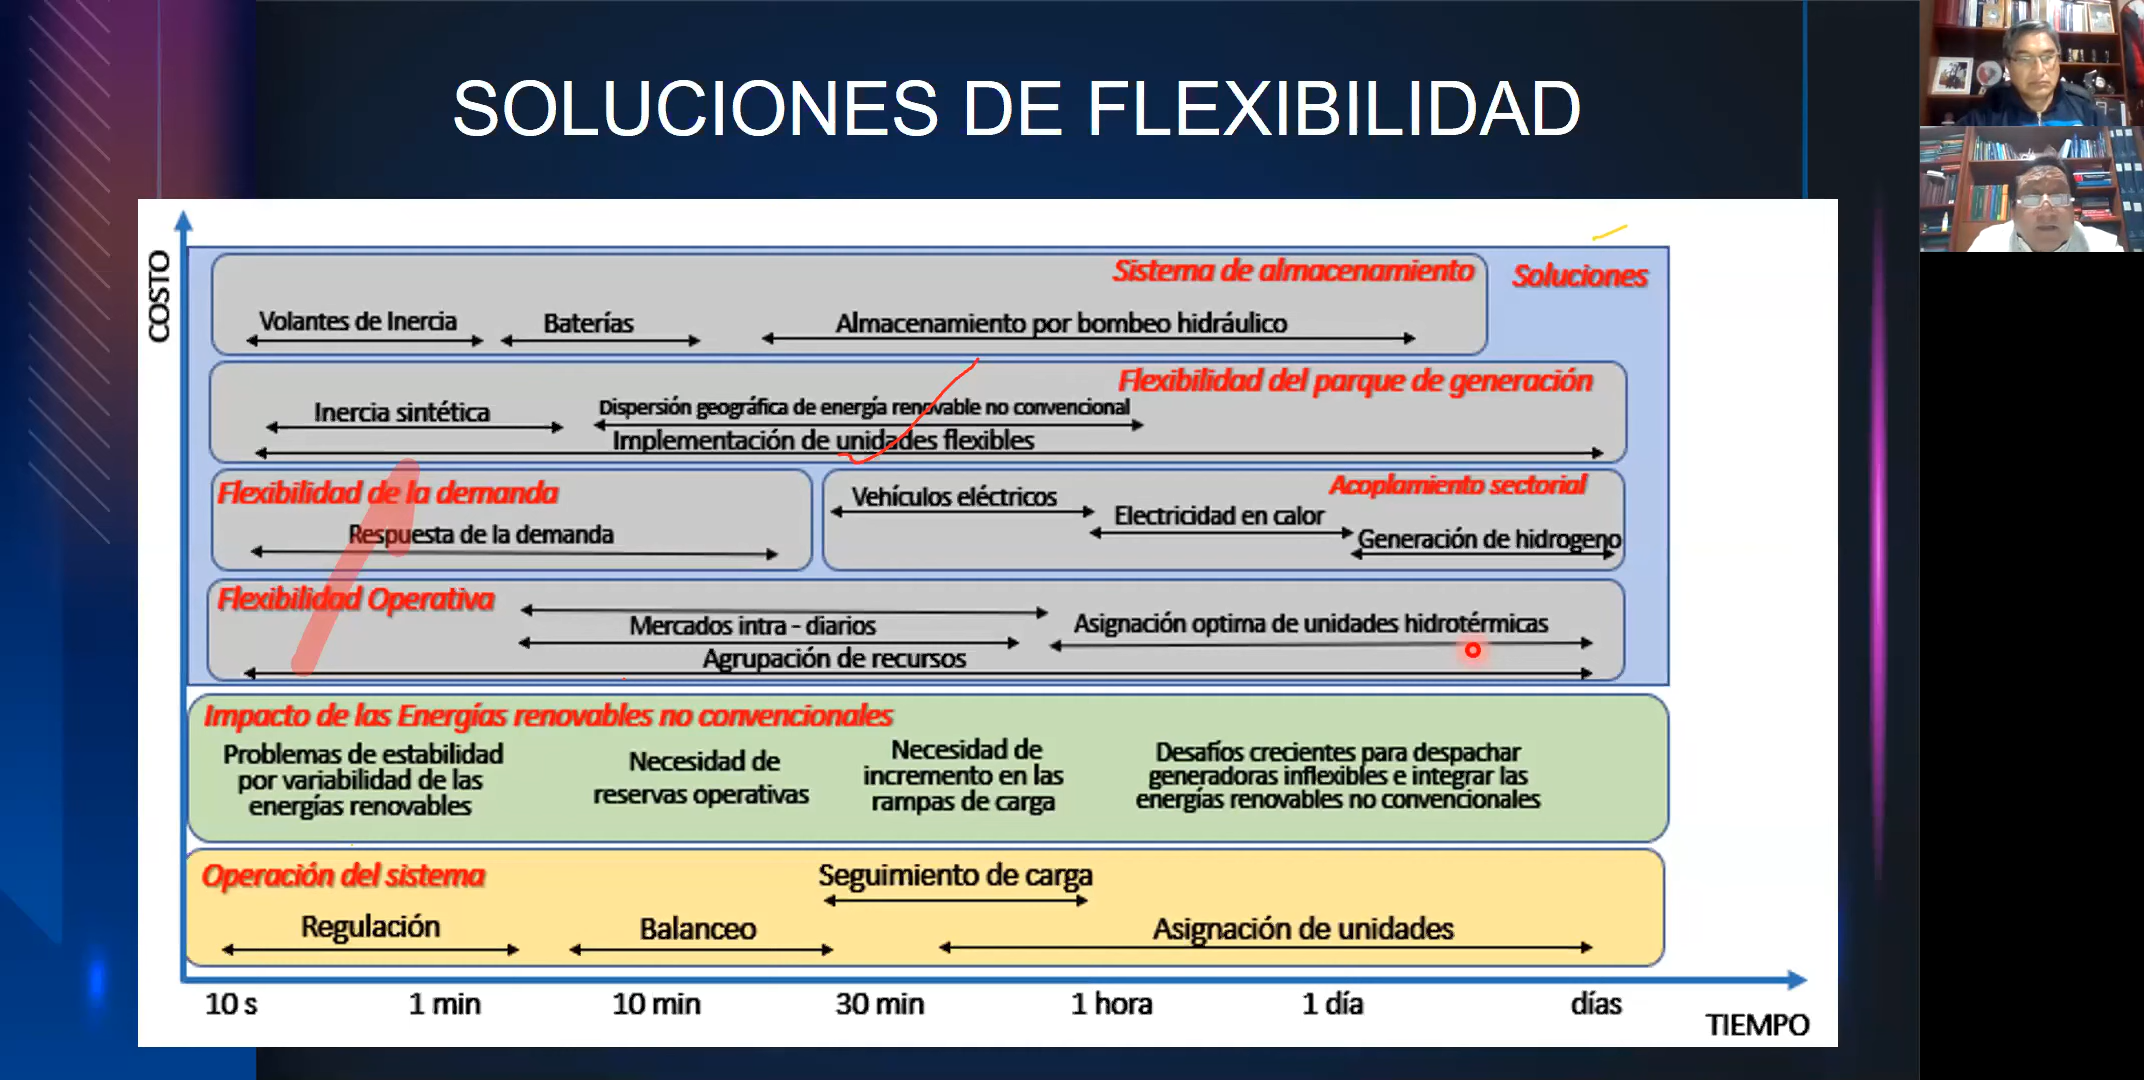 SOLUCIONES DE FLEXIBILIDAD
COSTO
Sistema de almacenamiento
Soluciones
Volantes de Inercia
Baterías
Almacenamiento por bombeo hidráulico
Flexibilidad del parque de generación
Inercia sintética
Dispersión geográfica de energía renovable no convencional
Implementación de unidades flexibles
Flexibilidad de la demanda
Respuesta de la demanda
Acoplamiento sectorial
Vehículos eléctricos
Electricidad en calor
Generación de hidrogeno
Flexibilidad Operativa
Mercados intra - diarios
Asignación optima de unidades hidrotérmicas
Agrupación de recursos
Impacto de las Energías renovables no convencionales
Problemas de estabilidad
por variabilidad de las
energías renovables
Necesidad de
reservas operativas
Necesidad de
incremento en las
rampas de carga
Desafíos crecientes para despachar
generadoras inflexibles e integrar las
energías renovables no convencionales
Operación del sistema
Seguimiento de carga
Regulación
Balanceo
Asignación de unidades
10 s
1 min
10 min
30 min
1 hora
1 día
días
TIEMPO